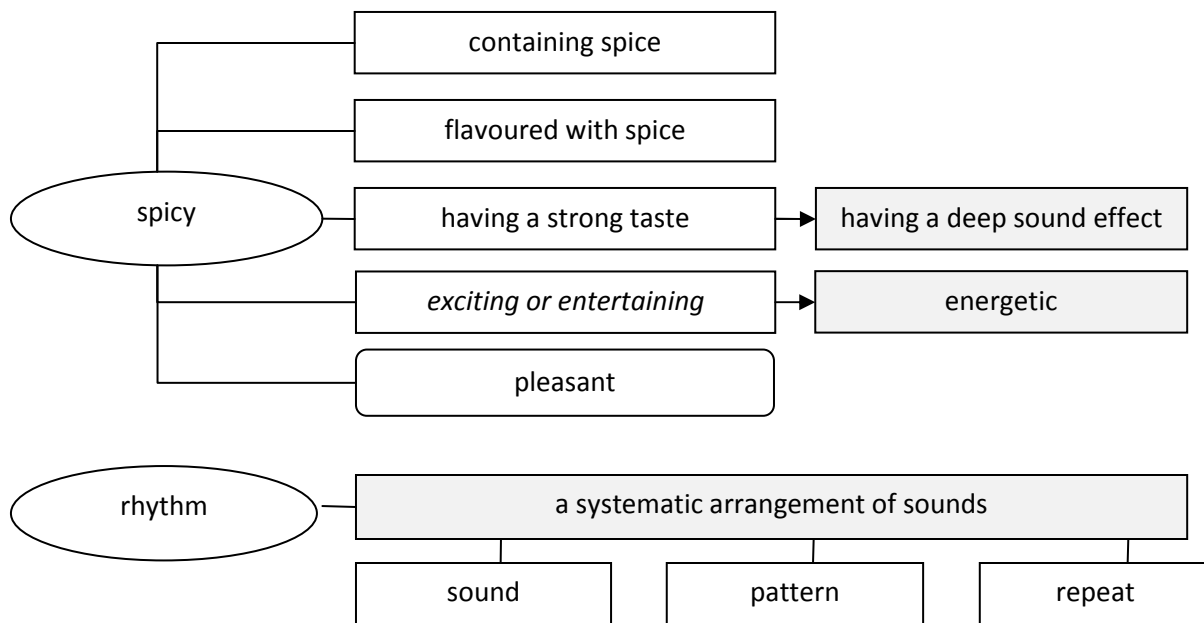 containing spice
flavoured with spice
spicy
having a strong taste
having a deep sound effect
exciting or entertaining
energetic
pleasant
rhythm
a systematic arrangement of sounds
sound
pattern
repeat